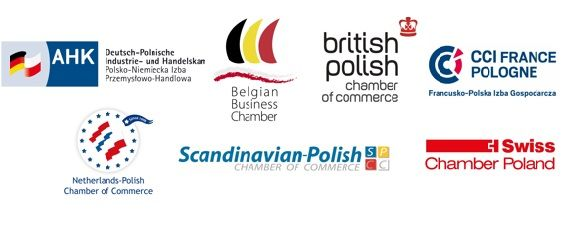 AHK
Deutsch-Polnische
Industrie- und Handelskammer
Polsko-Niemiecka Izba
Przemysłowo-Handlowa
Belgian
Business
Chamber
british
polish
chamber
of commerce
CCI FRANCE
POLOGNE
Francusko-Polska Izba Gospodarcza
Netherlands-Polish
Chamber of Commerce
Scandinavian-Polish
CHAMBER OF COMMERCE
S P
C C
Swiss
Chamber Poland